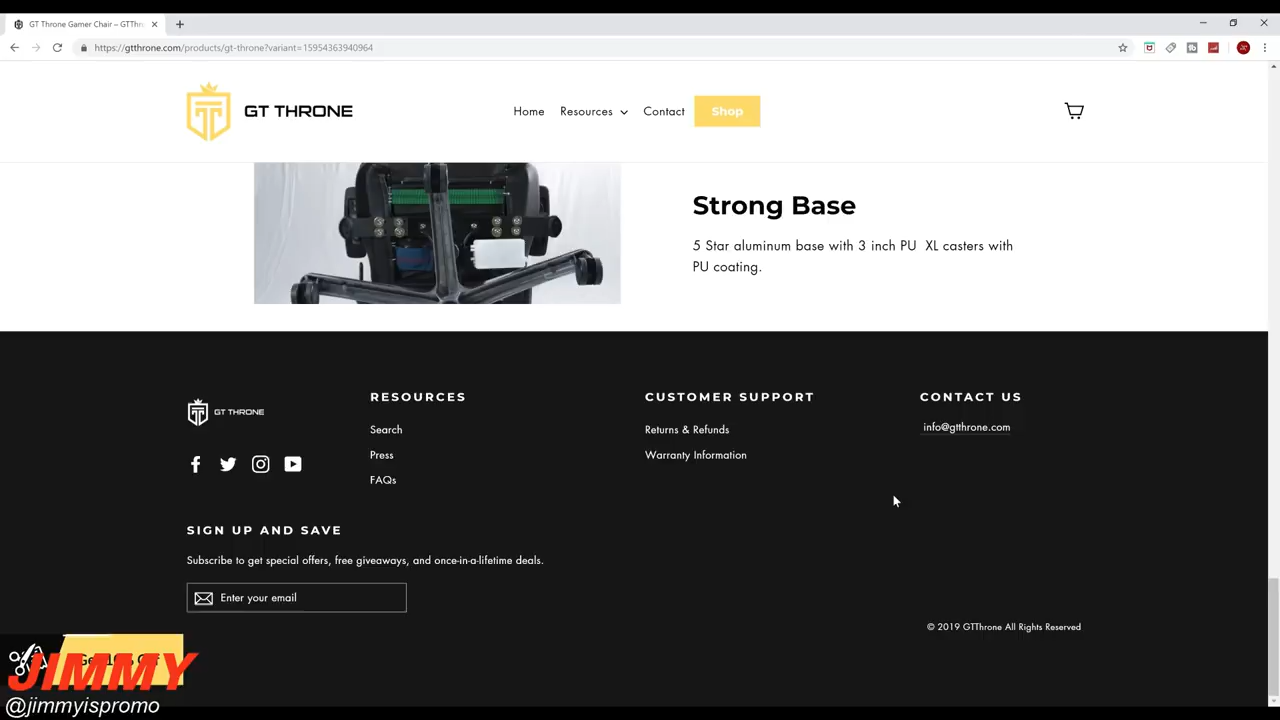 GT Throne Gamer Chair – GTThr
https://gtthrone.com/products/gt-throne?variant=15954363940964
GT THRONE
Home
Resources
Contact
Shop
Strong Base
5 Star aluminum base with 3 inch PU XL casters with
PU coating.
GT THRONE
RESOURCES
Search
Press
FAQs
CUSTOMER SUPPORT
Returns & Refunds
Warranty Information
CONTACT US
info@gtthrone.com
SIGN UP AND SAVE
Subscribe to get special offers, free giveaways, and once-in-a-lifetime deals.
Enter your email
© 2019 GTThrone All Rights Reserved
JIMMY
@jimmyispromo